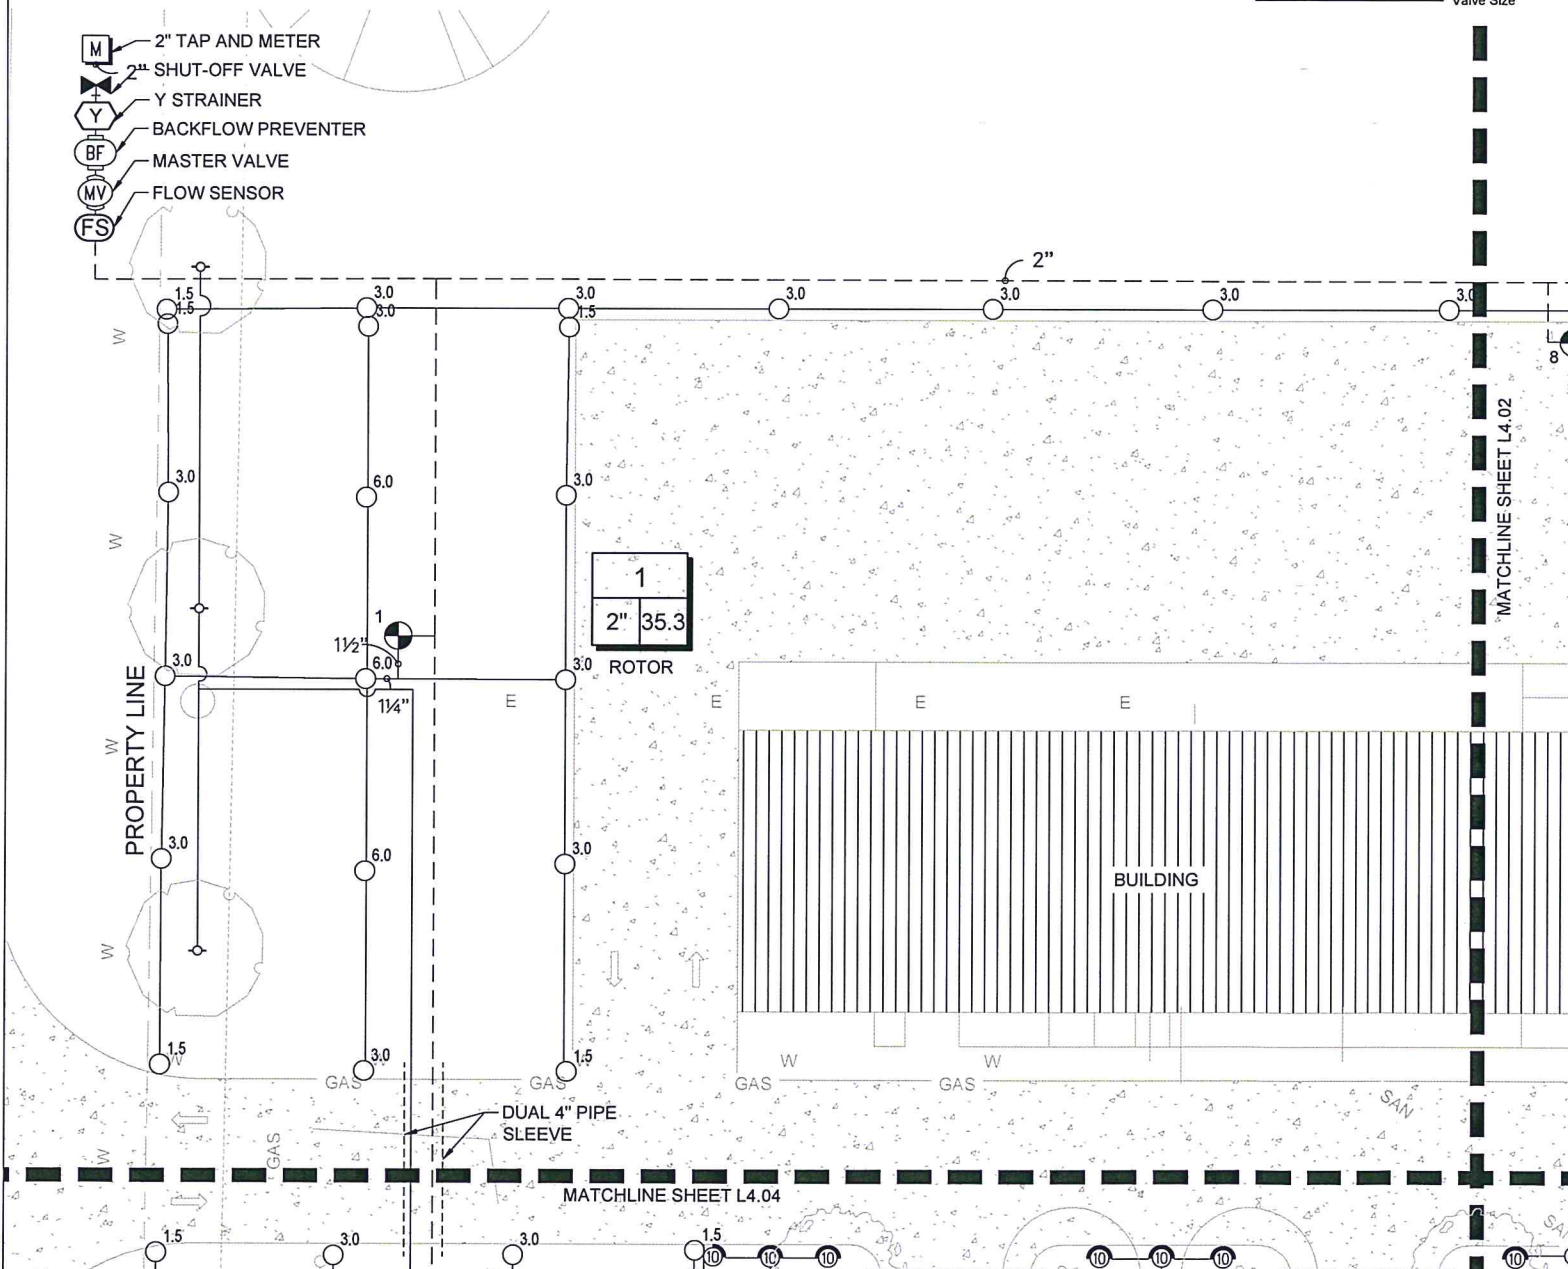 Valve Size
M
2" TAP AND METER
2" SHUT-OFF VALVE
Y
Y STRAINER
BF
BACKFLOW PREVENTER
MV
MASTER VALVE
FS
FLOW SENSOR
2"
1.5 3.0 3.0 3.0 3.0 3.0 3.0
1.5 3.0 1.5
W
8
MATCHLINE SHEET L4.02
3.0 6.0 3.0
W
1
2" 35.3
ROTOR
1
1½"
3.0 6.0 3.0
1¼"
E E E E
PROPERTY LINE
W
3.0 6.0 3.0
BUILDING
W
1.5 3.0 1.5
W W W
GAS GAS GAS GAS
SAN
DUAL 4" PIPE
SLEEVE
GAS
W
MATCHLINE SHEET L4.04
1.5 3.0 3.0 1.5
10 10 10 10 10 10 10